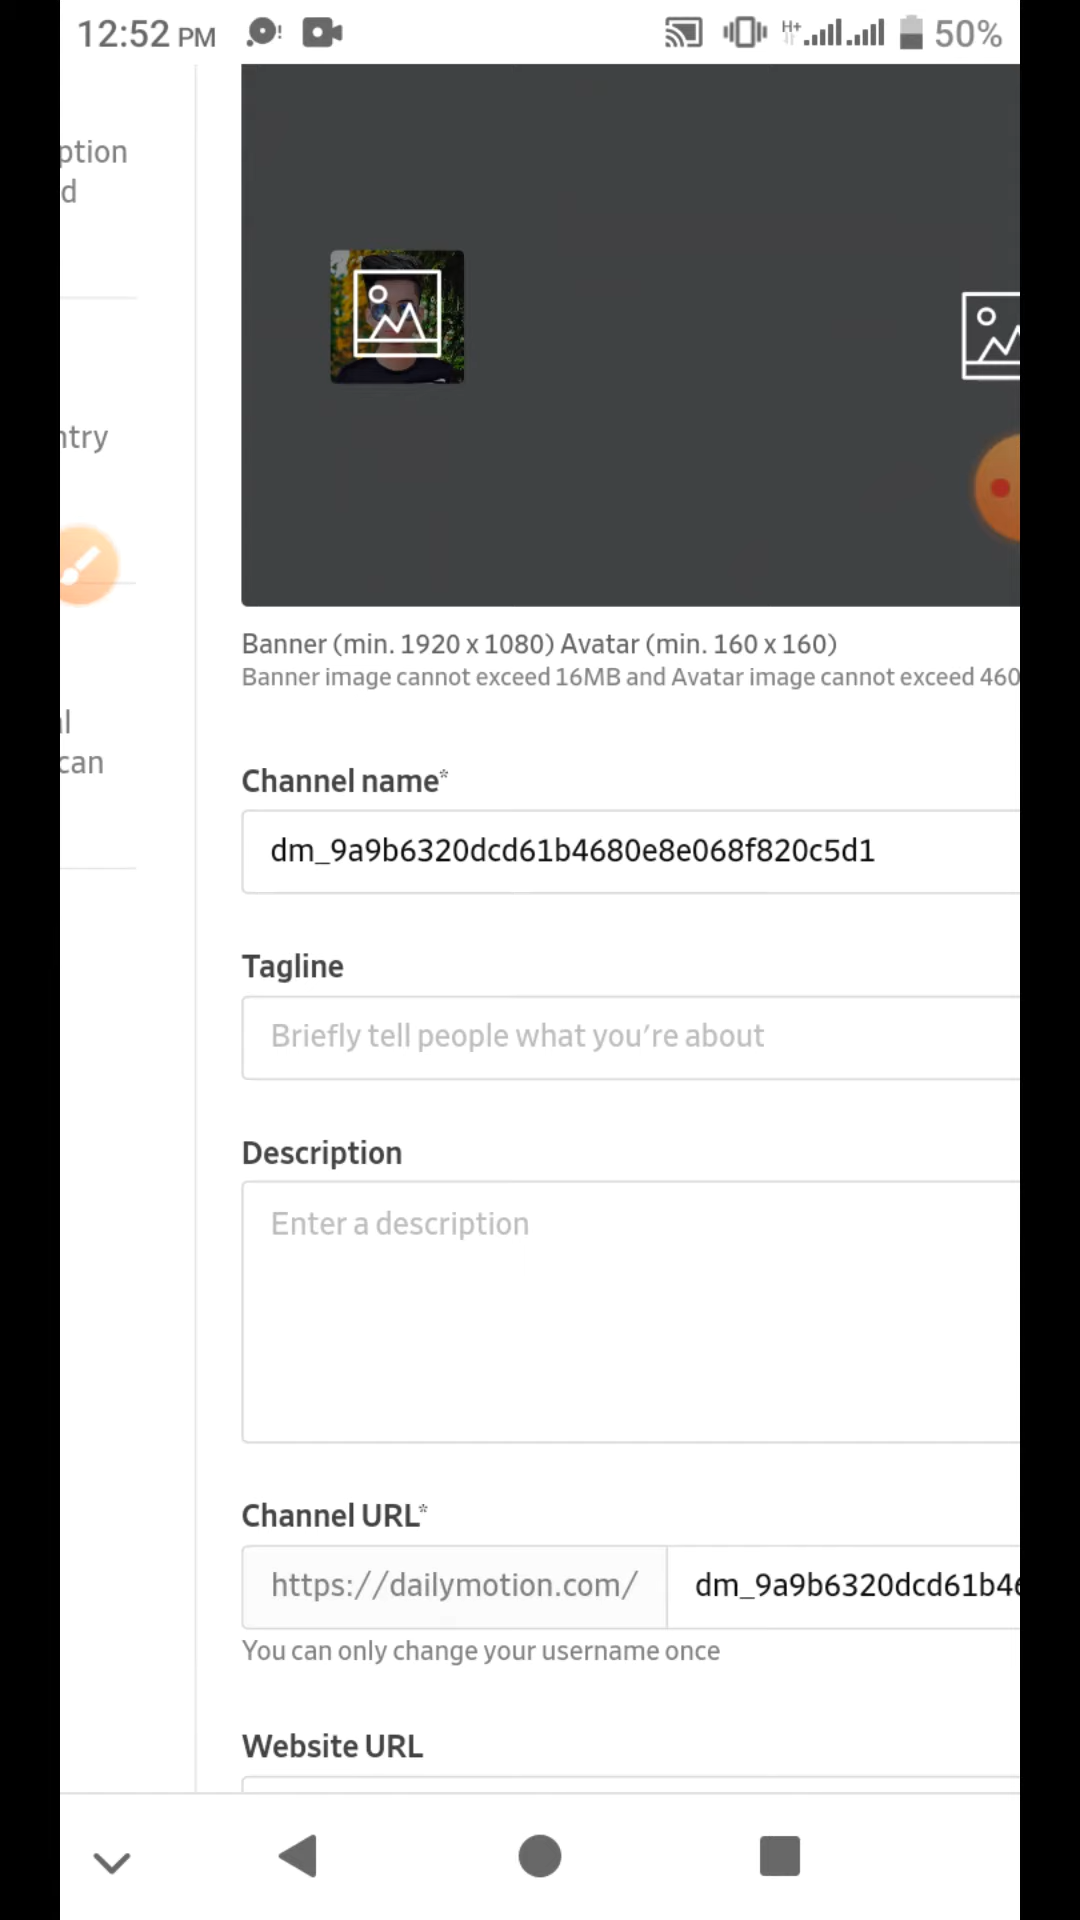 12:52 PM
H+
50%
ption
d
ntry
al
can
Banner (min. 1920 x 1080) Avatar (min. 160 x 160)
Banner image cannot exceed 16MB and Avatar image cannot exceed 460
Channel name*
dm_9a9b6320dcd61b4680e8e068f820c5d1
Tagline
Briefly tell people what you're about
Description
Enter a description
Channel URL*
https://dailymotion.com/ dm_9a9b6320dcd61b46
You can only change your username once
Website URL